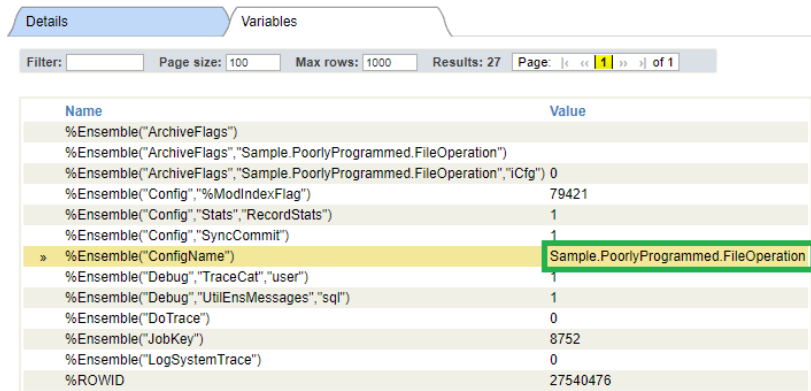 Details Variables
Filter: Page size: 100 Max rows: 1000 Results: 27 Page: |< << 1 >> >| of 1
Name Value
%Ensemble("ArchiveFlags")
%Ensemble("ArchiveFlags","Sample.PoorlyProgrammed.FileOperation")
%Ensemble("ArchiveFlags","Sample.PoorlyProgrammed.FileOperation","iCfg") 0
%Ensemble("Config","%ModIndexFlag") 79421
%Ensemble("Config","Stats","RecordStats") 1
%Ensemble("Config","SyncCommit") 1
» %Ensemble("ConfigName") Sample.PoorlyProgrammed.FileOperation
%Ensemble("Debug","TraceCat","user") 1
%Ensemble("Debug","UtilEnsMessages","sql") 1
%Ensemble("DoTrace") 0
%Ensemble("JobKey") 8752
%Ensemble("LogSystemTrace") 0
%ROWID 27540476